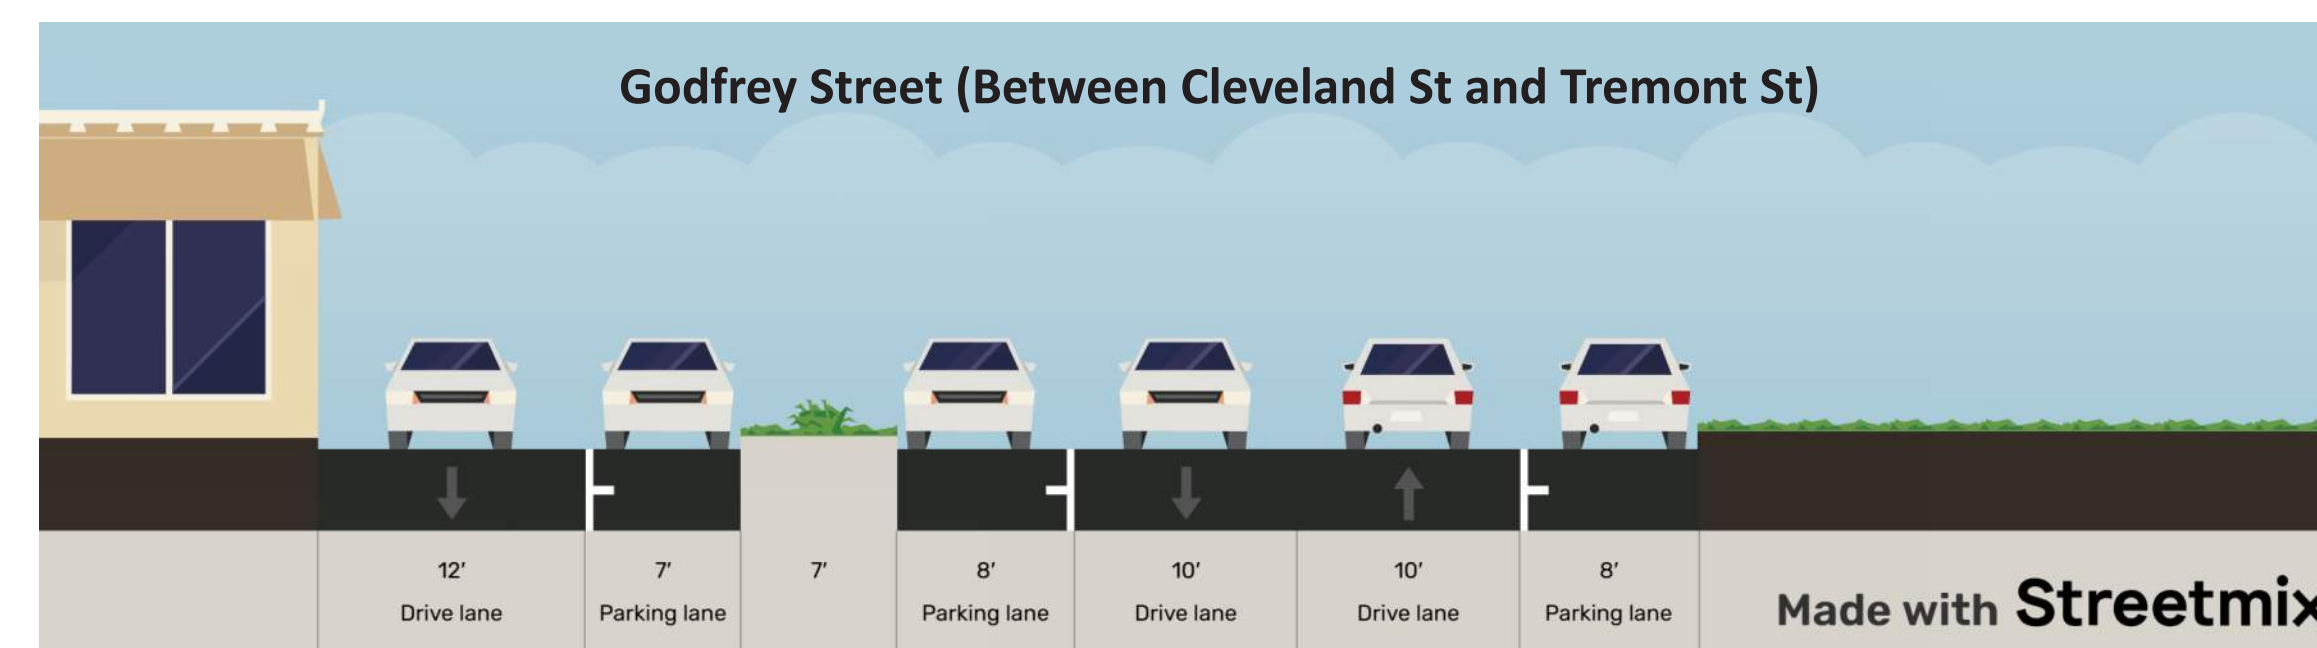 Godfrey Street (Between Cleveland St and Tremont St)
12′ 7′ 7′ 8′ 10′ 10′ 8′
Drive lane Parking lane Parking lane Drive lane Drive lane Parking lane
Made with Streetmix